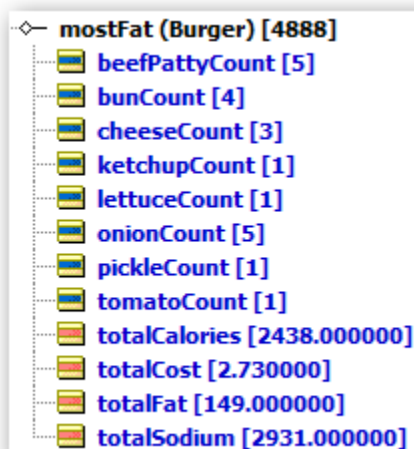 mostFat (Burger) [4888]
beefPattyCount [5]
bunCount [4]
cheeseCount [3]
ketchupCount [1]
lettuceCount [1]
onionCount [5]
pickleCount [1]
tomatoCount [1]
totalCalories [2438.000000]
totalCost [2.730000]
totalFat [149.000000]
totalSodium [2931.000000]